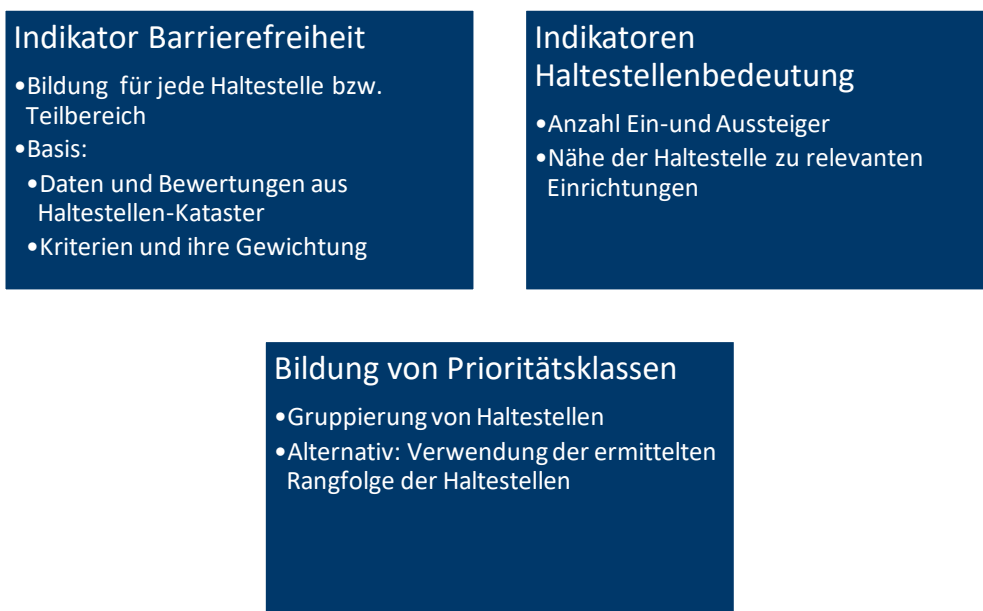 Indikator Barrierefreiheit
•Bildung für jede Haltestelle bzw.
Teilbereich
•Basis:
•Daten und Bewertungen aus
Haltestellen-Kataster
•Kriterien und ihre Gewichtung
Indikatoren
Haltestellenbedeutung
•Anzahl Ein-und Aussteiger
•Nähe der Haltestelle zu relevanten
Einrichtungen
Bildung von Prioritätsklassen
•Gruppierung von Haltestellen
•Alternativ: Verwendung der ermittelten
Rangfolge der Haltestellen